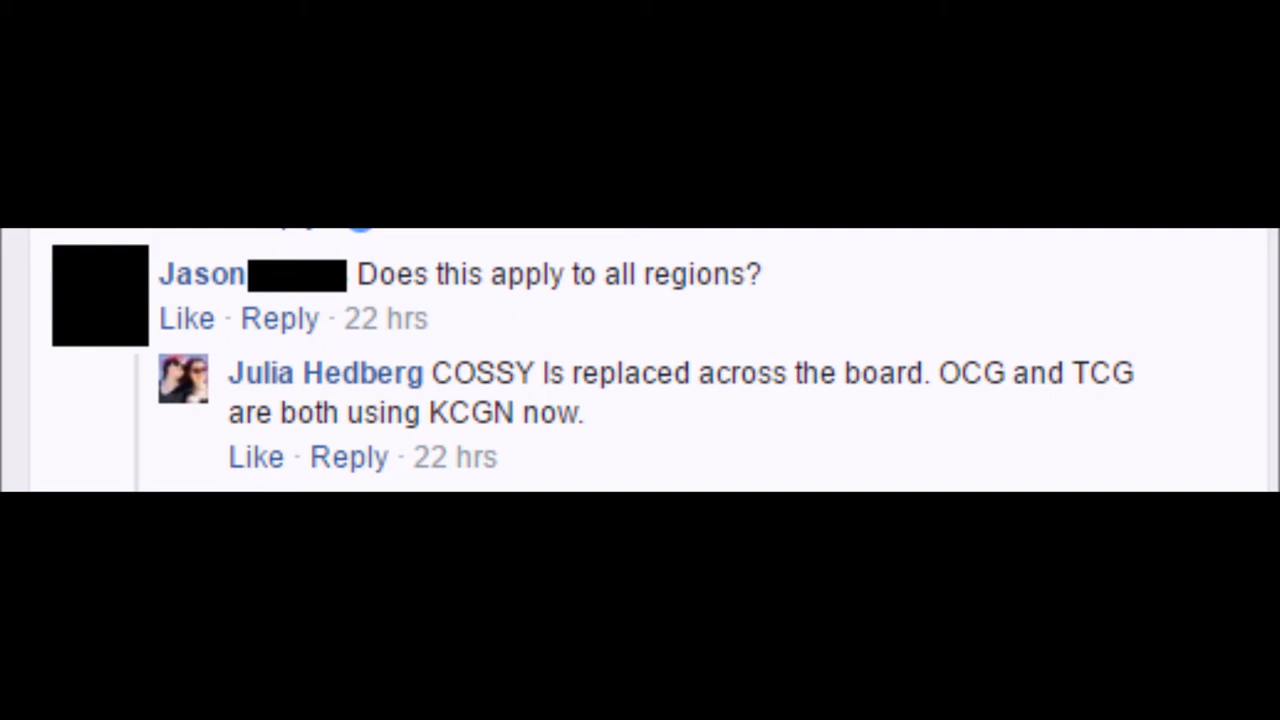 Jason Does this apply to all regions?
Like · Reply · 22 hrs
Julia Hedberg COSSY Is replaced across the board. OCG and TCG
are both using KCGN now.
Like · Reply · 22 hrs